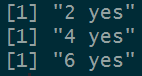 [1] "2 yes"
[1] "4 yes"
[1] "6 yes"